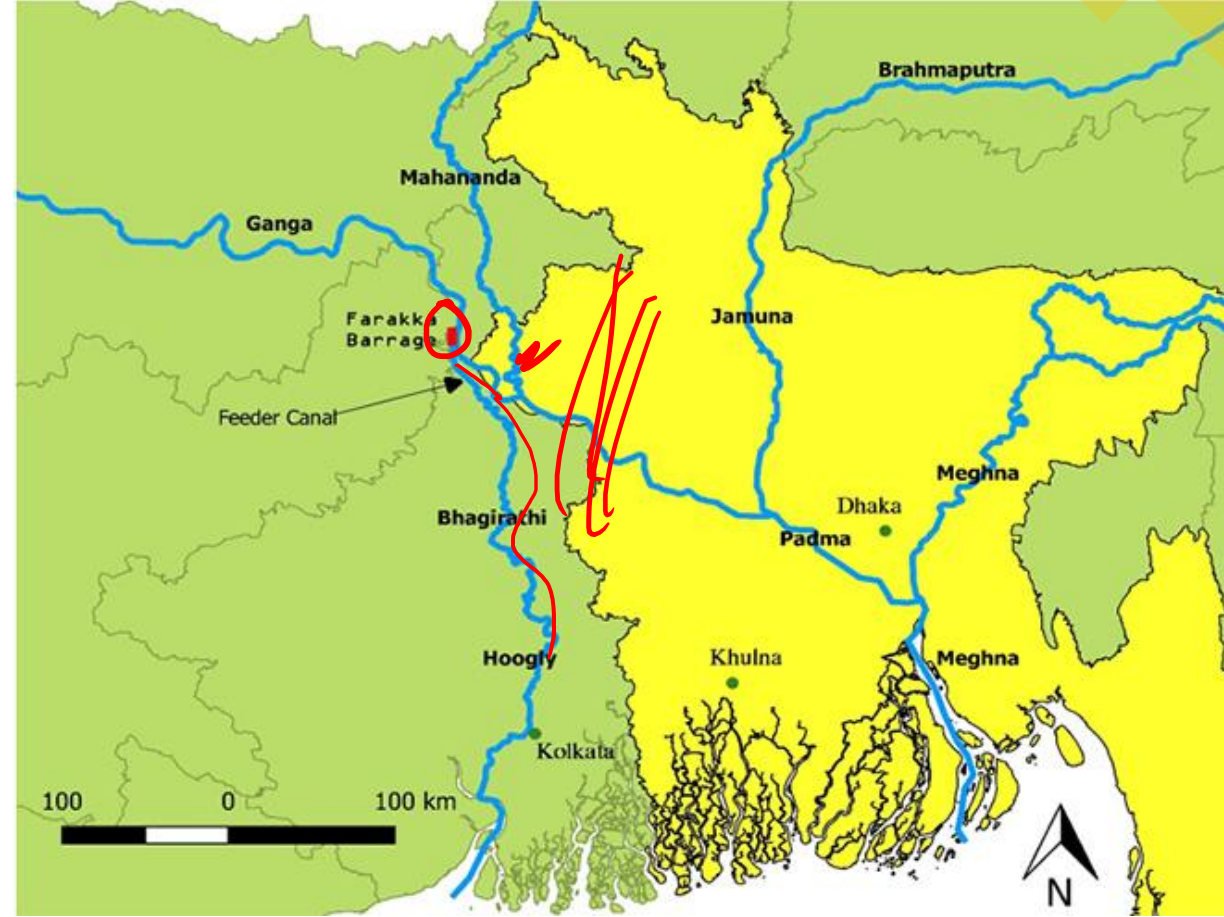 Brahmaputra
Mahananda
Ganga
Farakka
Barrage
Jamuna
Feeder Canal
Meghna
Dhaka
Bhagirathi
Padma
Hoogly
Khulna
Meghna
Kolkata
100 0 100 km
N